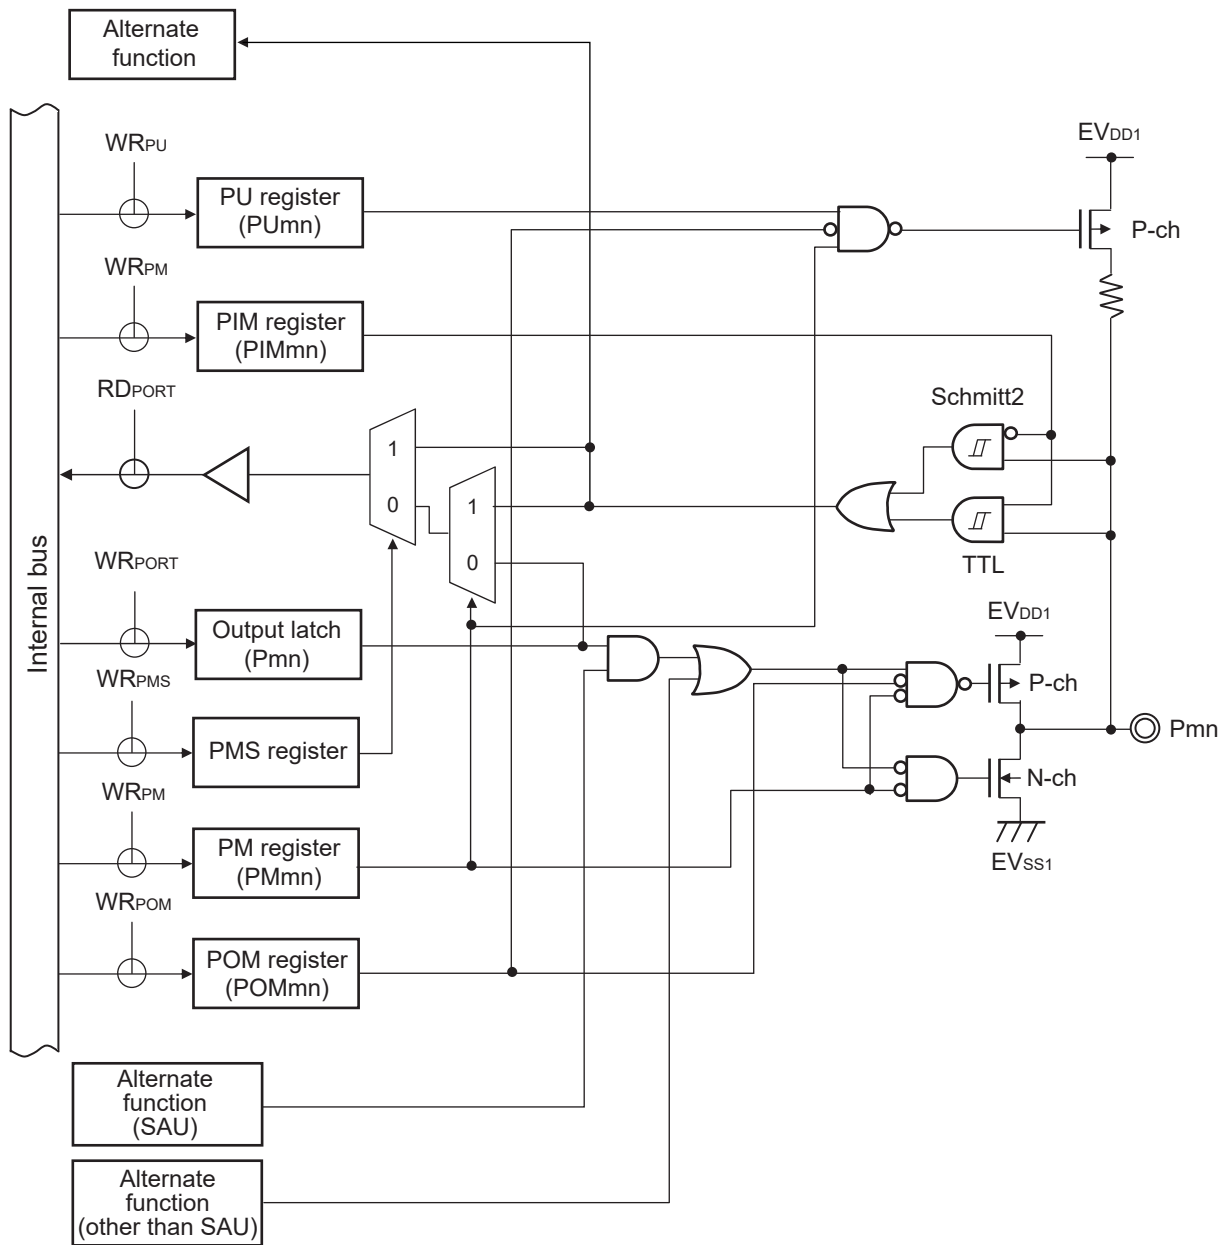 Alternate
function
WRPU
EVDD1
PU register
(PUmn)
P-ch
WRPM
PIM register
(PIMmn)
RDPORT
Schmitt2
1
0
1
0
TTL
Internal bus
WRPORT
EVDD1
Output latch
(Pmn)
WRPMS
P-ch
Pmn
PMS register
N-ch
WRPM
PM register
(PMmn)
EVSS1
WRPOM
POM register
(POMmn)
Alternate
function
(SAU)
Alternate
function
(other than SAU)